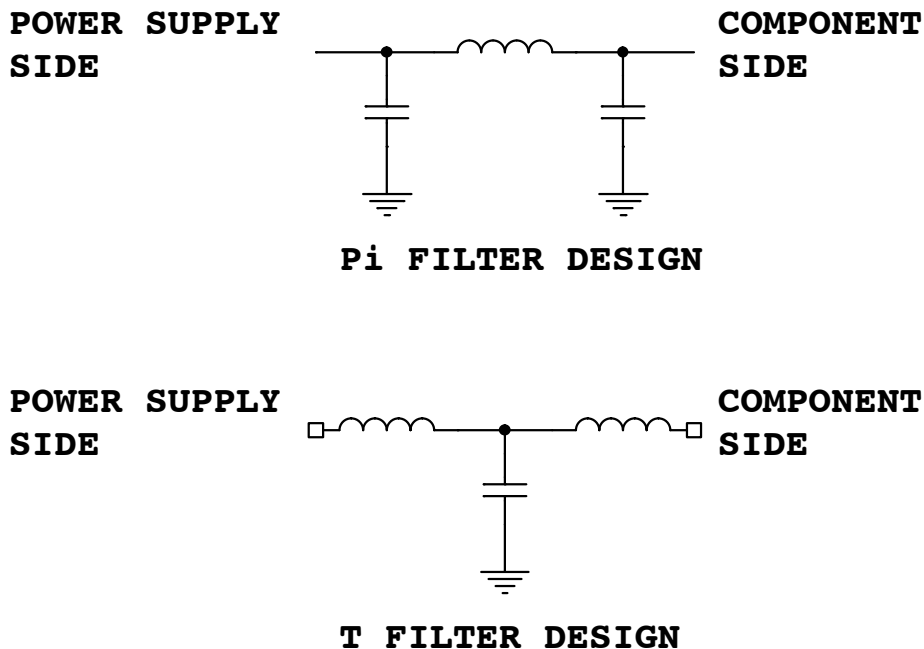 POWER SUPPLY
SIDE
COMPONENT
SIDE
Pi FILTER DESIGN
POWER SUPPLY
SIDE
COMPONENT
SIDE
T FILTER DESIGN